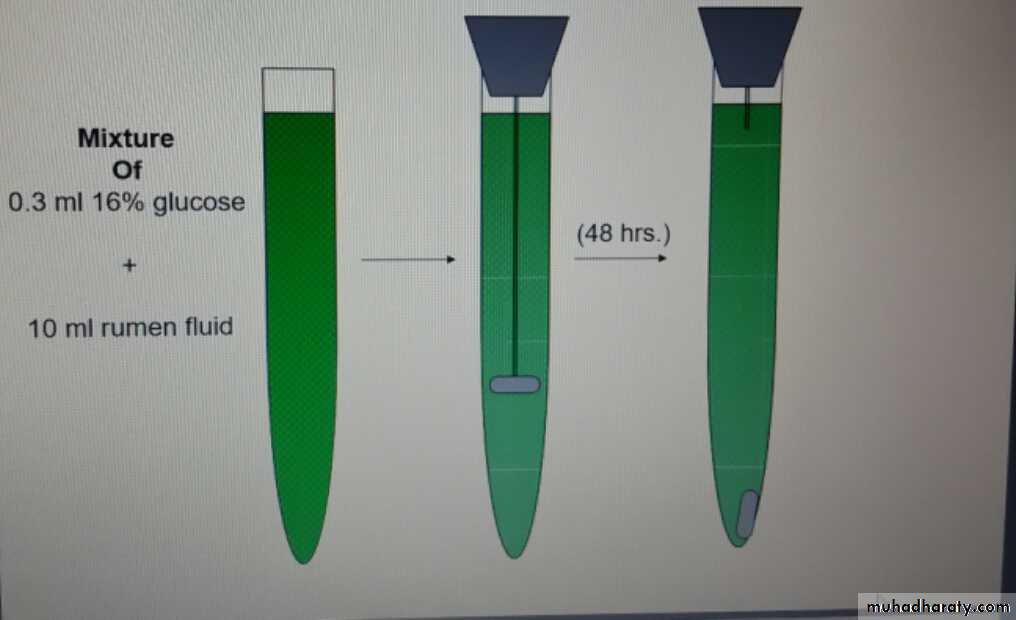 Mixture
Of
0.3 ml 16% glucose
+
10 ml rumen fluid
(48 hrs.)
muhadharaty.com